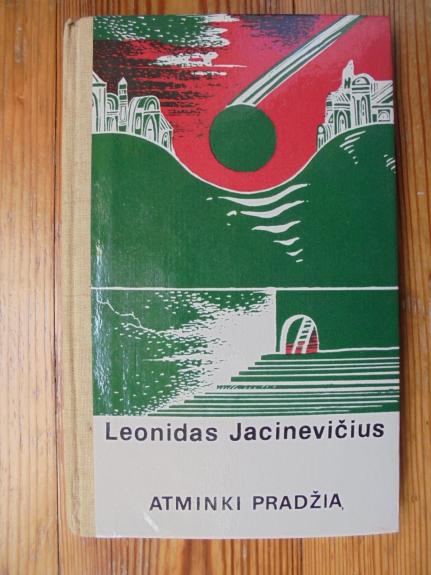 Leonidas Jacinevičius
ATMINKI PRADŽIĄ